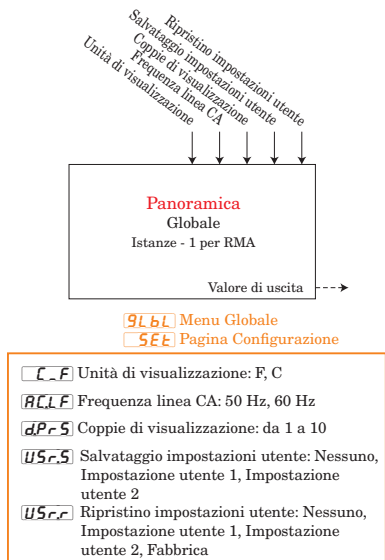 Ripristino impostazioni utente
Salvataggio impostazioni utente
Coppie di visualizzazione
Frequenza linea CA
Unità di visualizzazione
Panoramica
Globale
Istanze - 1 per RMA
Valore di uscita
gLbL Menu Globale
SEt Pagina Configurazione
C_F Unità di visualizzazione: F, C
AC.LF Frequenza linea CA: 50 Hz, 60 Hz
d.PrS Coppie di visualizzazione: da 1 a 10
USr.S Salvataggio impostazioni utente: Nessuno,
Impostazione utente 1, Impostazione
utente 2
USr.r Ripristino impostazioni utente: Nessuno,
Impostazione utente 1, Impostazione
utente 2, Fabbrica